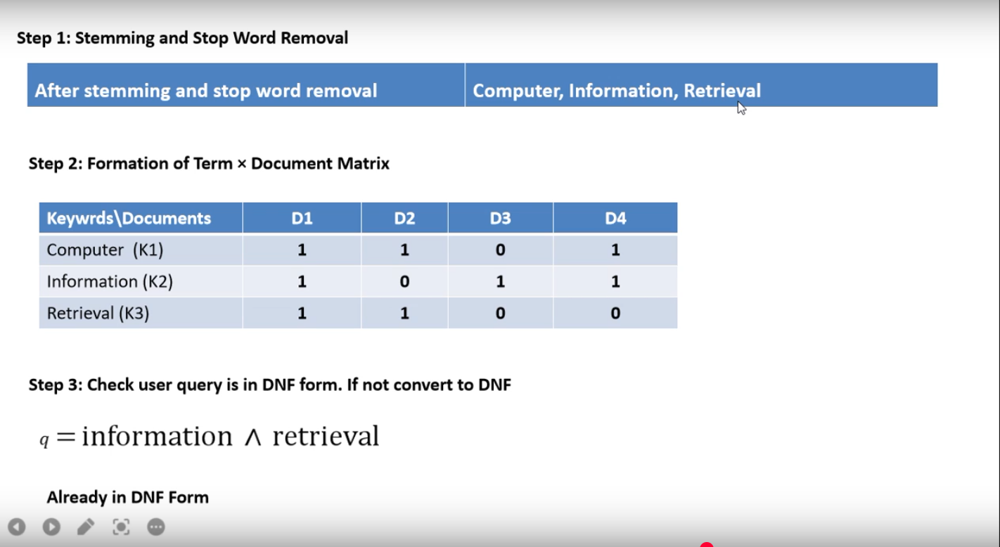 Step 1: Stemming and Stop Word Removal
After stemming and stop word removal Computer, Information, Retrieval
Step 2: Formation of Term × Document Matrix
Keywrds\Documents D1 D2 D3 D4
Computer (K1) 1 1 0 1
Information (K2) 1 0 1 1
Retrieval (K3) 1 1 0 0
Step 3: Check user query is in DNF form. If not convert to DNF
q = information ∧ retrieval
Already in DNF Form